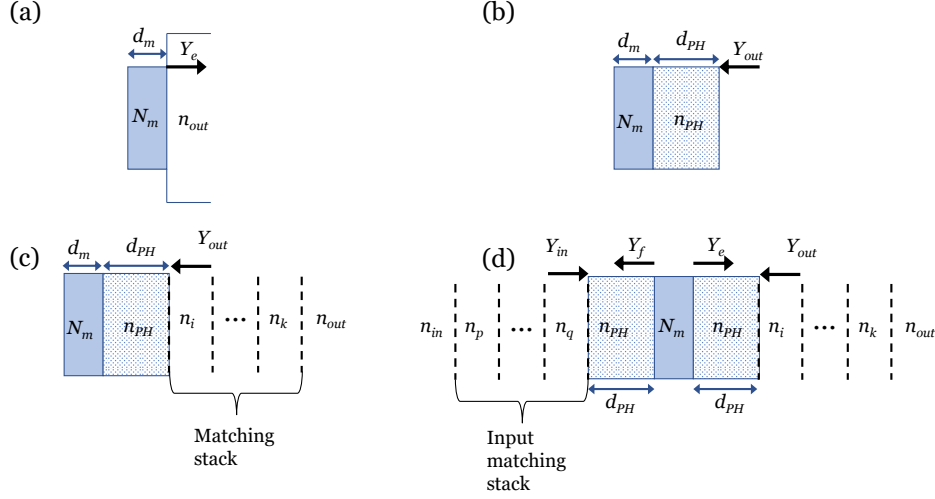 (a)
d_m
Y_e
N_m
n_out
(b)
d_m
d_PH
Y_out
N_m
n_PH
(c)
d_m
d_PH
Y_out
N_m
n_PH
n_i
...
n_k
n_out
Matching
stack
(d)
Y_in
Y_f
Y_e
Y_out
n_in
n_p
...
n_q
n_PH
N_m
n_PH
n_i
...
n_k
n_out
d_PH
d_PH
Input
matching
stack